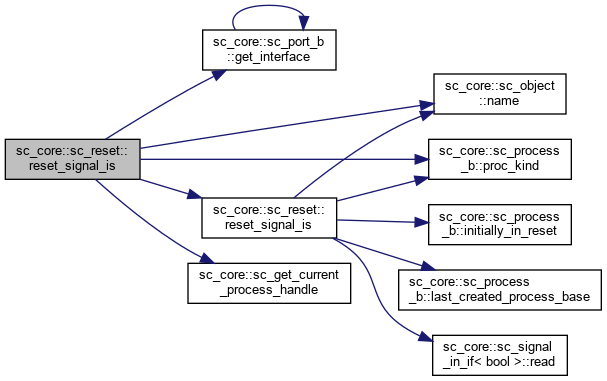 sc_core::sc_port_b
::get_interface
sc_core::sc_object
::name
sc_core::sc_reset::
reset_signal_is
sc_core::sc_process
_b::proc_kind
sc_core::sc_reset::
reset_signal_is
sc_core::sc_process
_b::initially_in_reset
sc_core::sc_get_current
_process_handle
sc_core::sc_process
_b::last_created_process_base
sc_core::sc_signal
_in_if< bool >::read